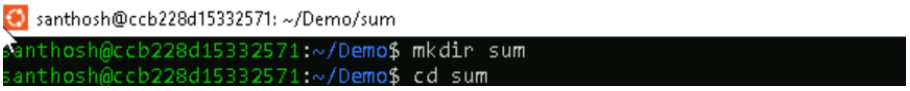 santhosh@ccb228d15332571: ~/Demo/sum
santhosh@ccb228d15332571:~/Demo$ mkdir sum
santhosh@ccb228d15332571:~/Demo$ cd sum